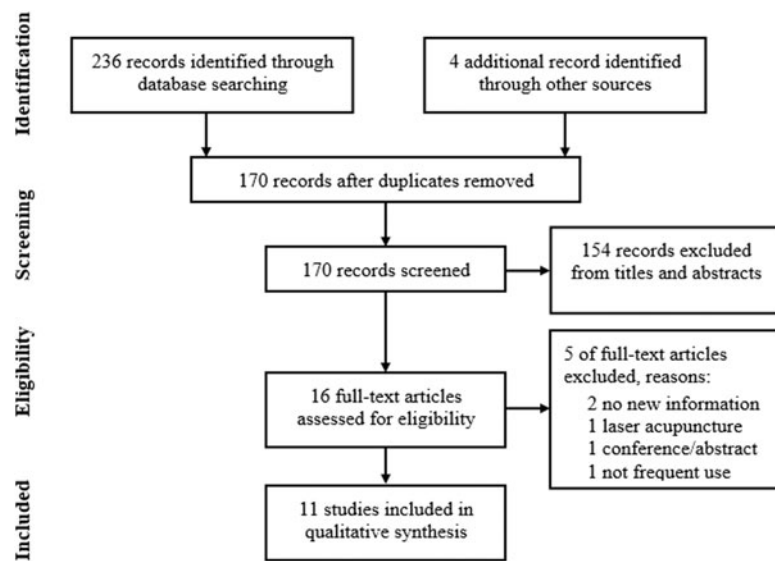 Identification
236 records identified through
database searching
4 additional record identified
through other sources
170 records after duplicates removed
Screening
170 records screened
154 records excluded
from titles and abstracts
Eligibility
16 full-text articles
assessed for eligibility
5 of full-text articles
excluded, reasons:
2 no new information
1 laser acupuncture
1 conference/abstract
1 not frequent use
Included
11 studies included in
qualitative synthesis